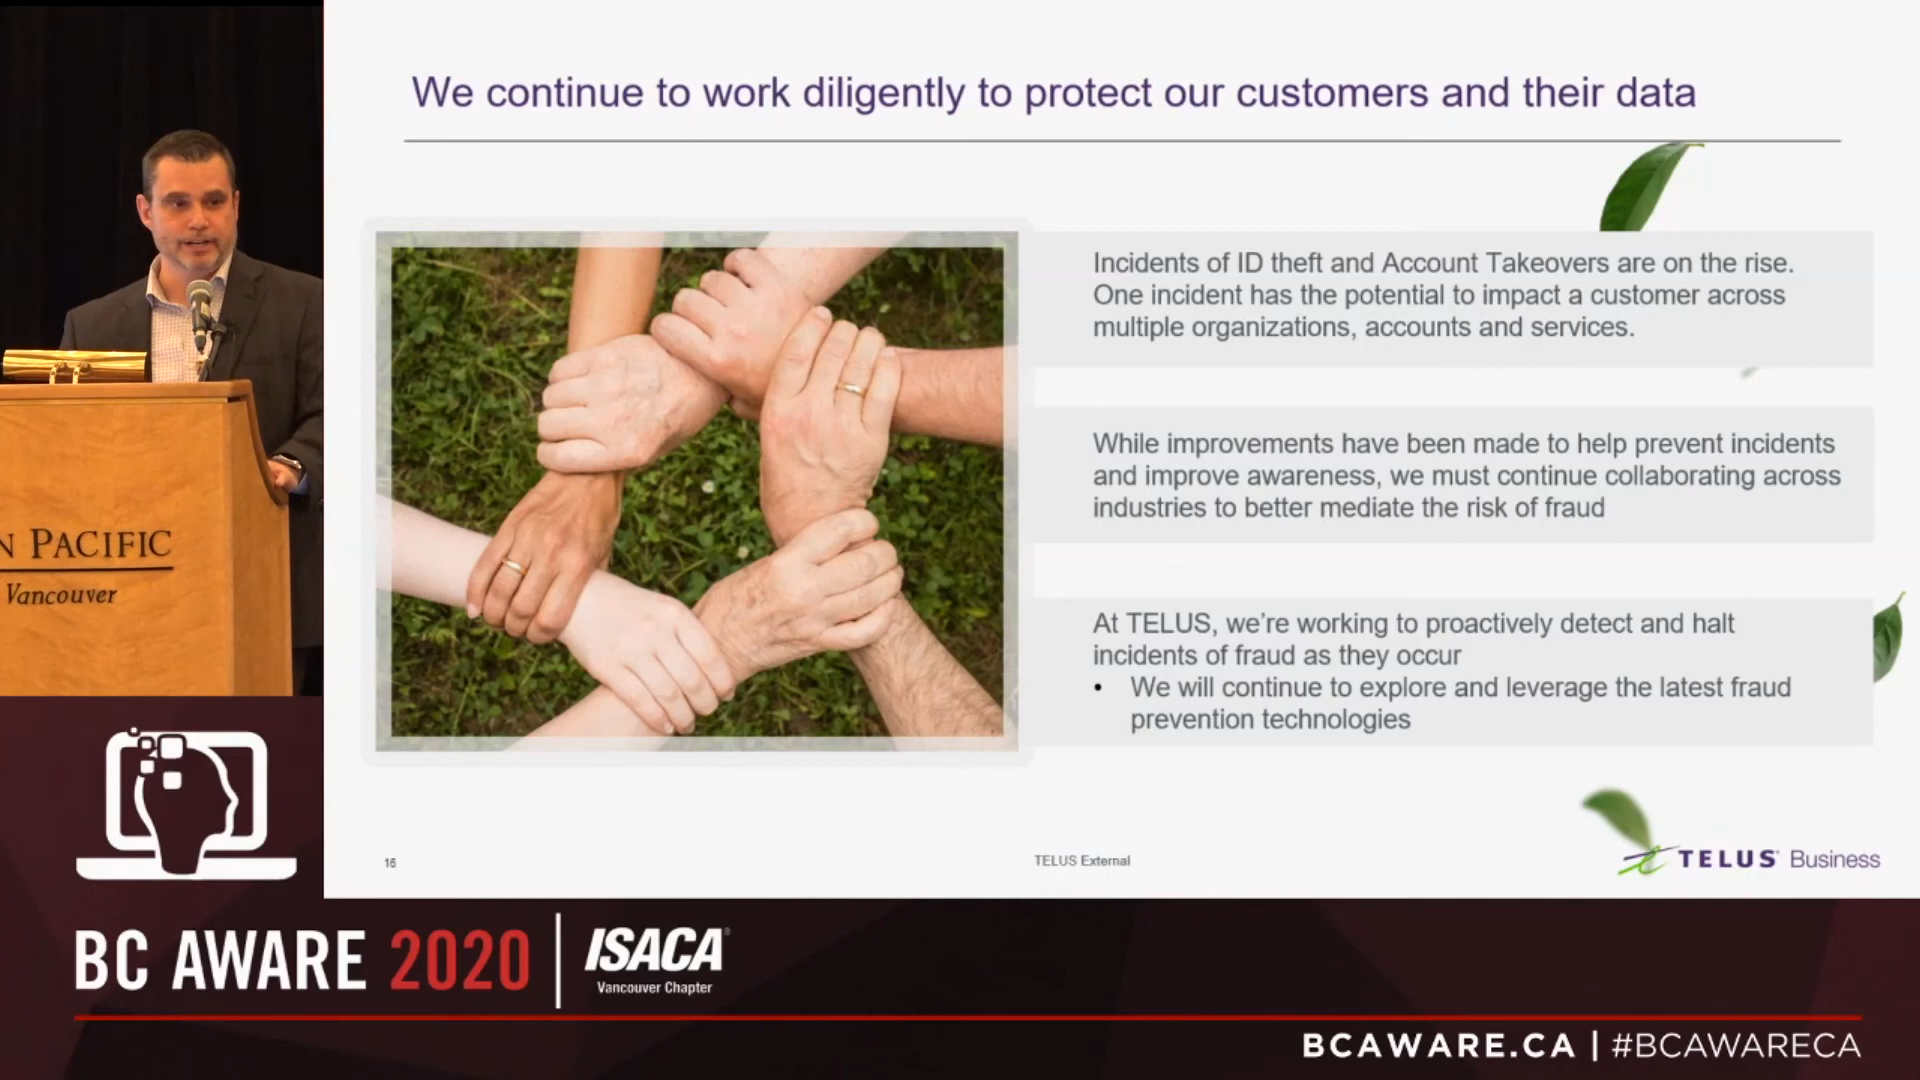 We continue to work diligently to protect our customers and their data
Incidents of ID theft and Account Takeovers are on the rise.
One incident has the potential to impact a customer across
multiple organizations, accounts and services.
While improvements have been made to help prevent incidents
and improve awareness, we must continue collaborating across
industries to better mediate the risk of fraud
At TELUS, we’re working to proactively detect and halt
incidents of fraud as they occur
• We will continue to explore and leverage the latest fraud
prevention technologies
N PACIFIC
Vancouver
16
TELUS External
TELUS Business
BC AWARE 2020
ISACA®
Vancouver Chapter
BCAWARE.CA | #BCAWARECA